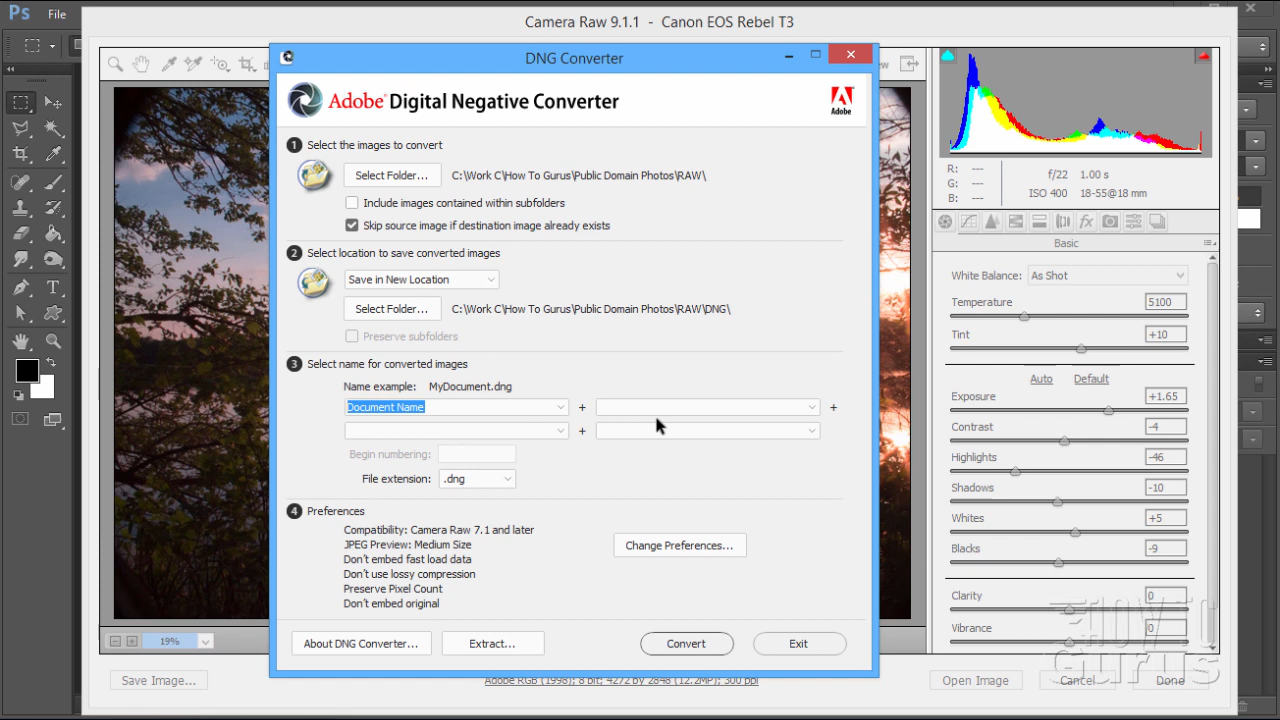 Ps File
Camera Raw 9.1.1 - Canon EOS Rebel T3
DNG Converter
Adobe® Digital Negative Converter
Adobe
1 Select the images to convert
Select Folder... C:\Work C\How To Gurus\Public Domain Photos\RAW\
Include images contained within subfolders
Skip source image if destination image already exists
2 Select location to save converted images
Save in New Location
Select Folder... C:\Work C\How To Gurus\Public Domain Photos\RAW\DNG\
Preserve subfolders
3 Select name for converted images
Name example: MyDocument.dng
Document Name + +
+
Begin numbering:
File extension: .dng
4 Preferences
Compatibility: Camera Raw 7.1 and later
JPEG Preview: Medium Size
Don't embed fast load data
Don't use lossy compression
Preserve Pixel Count
Don't embed original
Change Preferences...
About DNG Converter... Extract... Convert Exit
R: --- f/22 1.00 s
G: ---
B: --- ISO 400 18-55@18 mm
fx
Basic
White Balance: As Shot
Temperature 5100
Tint +10
Auto Default
Exposure +1.65
Contrast -4
Highlights -46
Shadows -10
Whites +5
Blacks -9
Clarity 0
Vibrance 0
19%
Save Image... Adobe RGB (1998); 8 bit; 4272 by 2848 (12.2MP); 300 ppi Open Image Cancel Done
HOW TO
Gurus